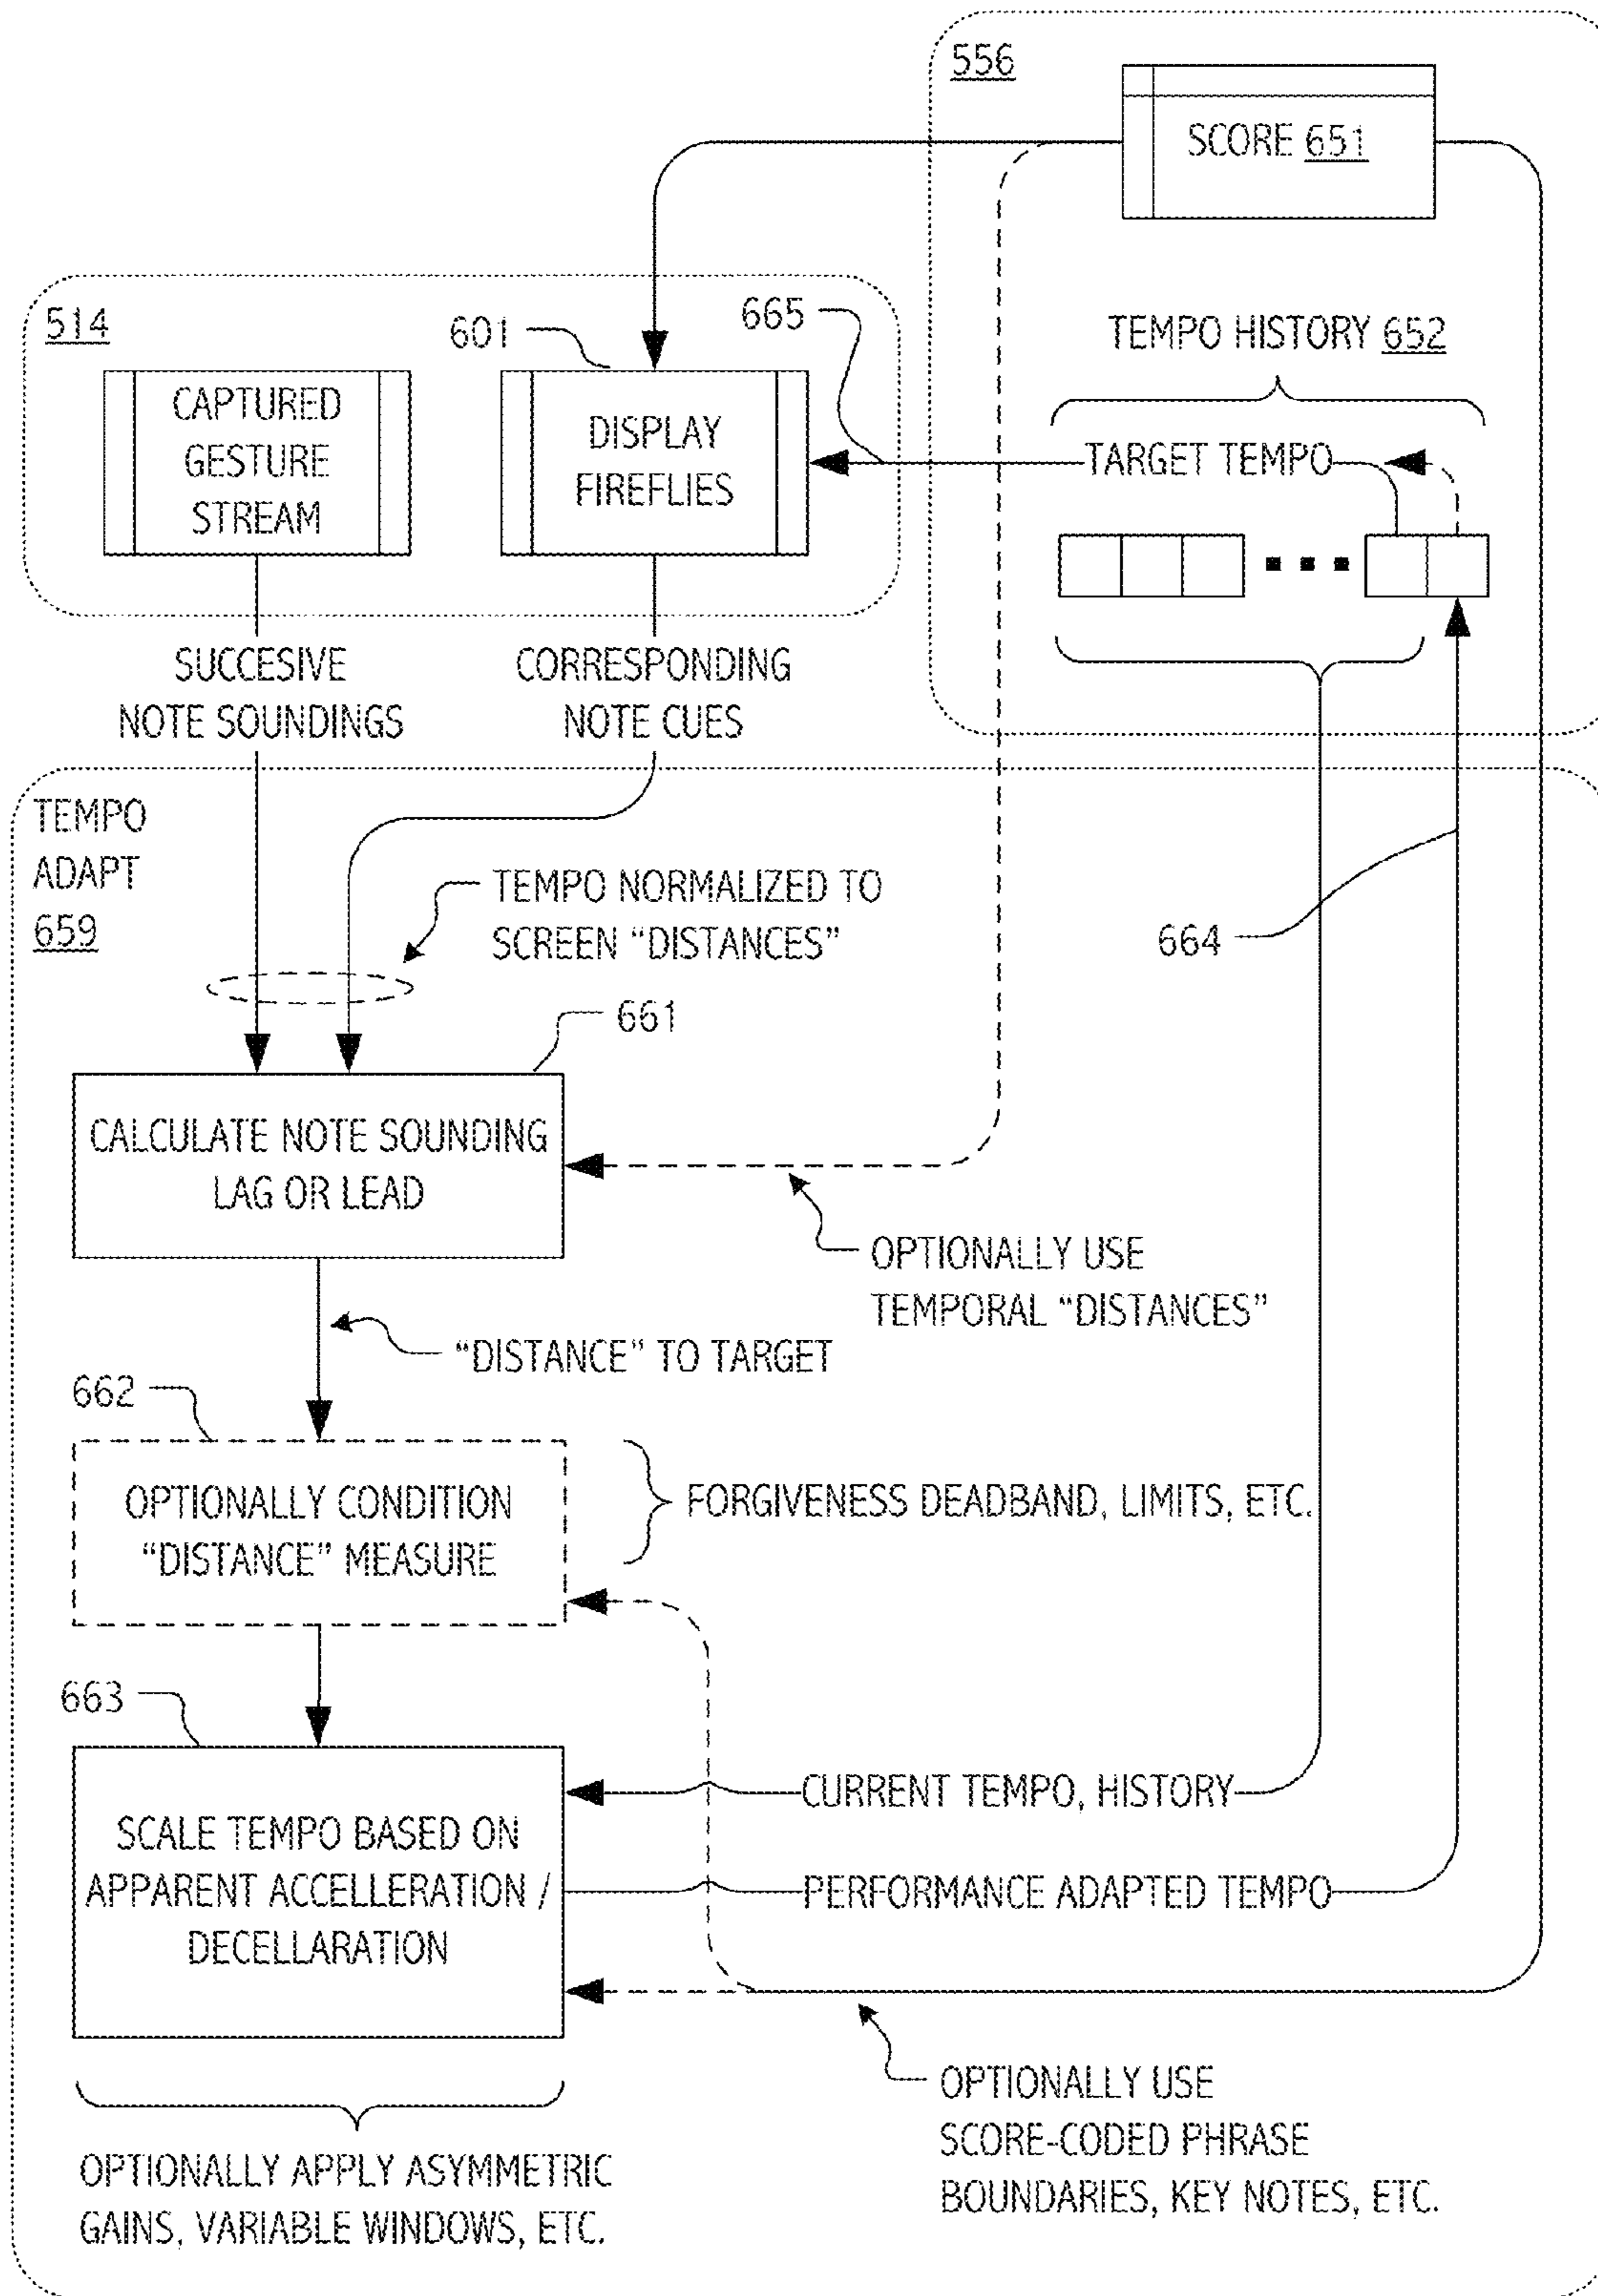 556
SCORE 651
514
601
665
TEMPO HISTORY 652
CAPTURED
GESTURE
STREAM
DISPLAY
FIREFLIES
TARGET TEMPO
SUCCESIVE
NOTE SOUNDINGS
CORRESPONDING
NOTE CUES
TEMPO
ADAPT
659
TEMPO NORMALIZED TO
SCREEN “DISTANCES”
664
661
CALCULATE NOTE SOUNDING
LAG OR LEAD
OPTIONALLY USE
TEMPORAL “DISTANCES”
“DISTANCE” TO TARGET
662
OPTIONALLY CONDITION
“DISTANCE” MEASURE
FORGIVENESS DEADBAND, LIMITS, ETC.
663
SCALE TEMPO BASED ON
APPARENT ACCELLERATION /
DECELLARATION
CURRENT TEMPO, HISTORY
PERFORMANCE ADAPTED TEMPO
OPTIONALLY USE
SCORE-CODED PHRASE
BOUNDARIES, KEY NOTES, ETC.
OPTIONALLY APPLY ASYMMETRIC
GAINS, VARIABLE WINDOWS, ETC.